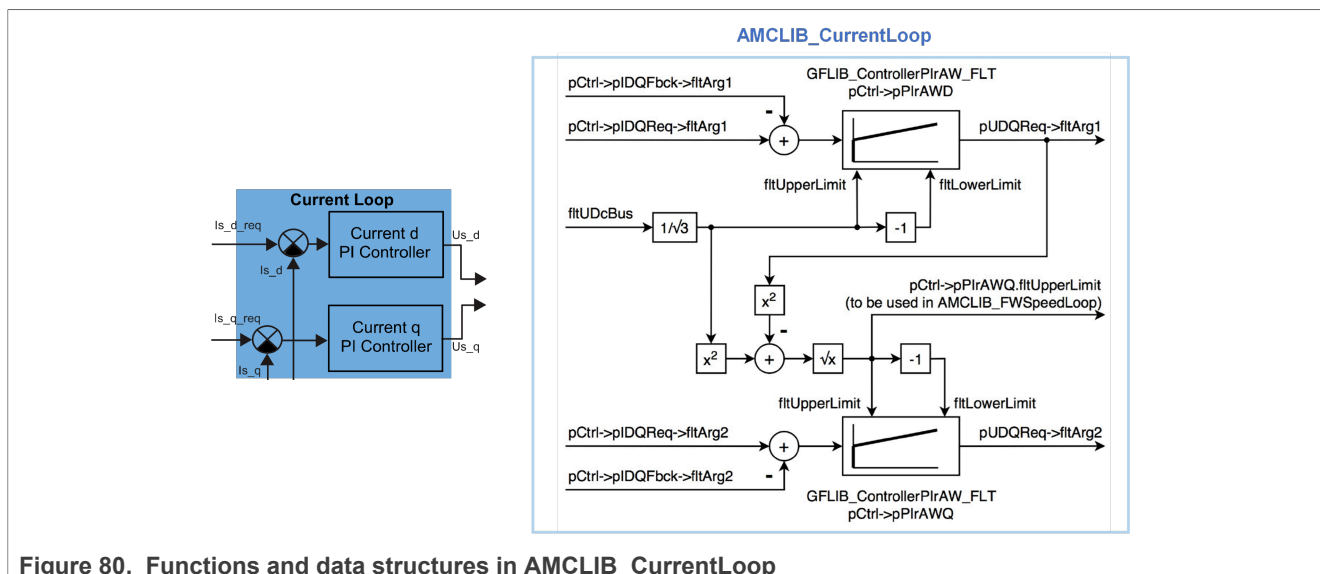 AMCLIB_CurrentLoop
pCtrl->pIDQFbck->fltArg1
GFLIB_ControllerPIrAW_FLT
pCtrl->pPIrAWD
-
pCtrl->pIDQReq->fltArg1
+
pUDQReq->fltArg1
fltUpperLimit
fltLowerLimit
fltUDcBus
1/√3
-1
x²
pCtrl->pPIrAWQ.fltUpperLimit
(to be used in AMCLIB_FWSpeedLoop)
-
x²
+
√x
-1
fltUpperLimit
fltLowerLimit
pCtrl->pIDQReq->fltArg2
+
pUDQReq->fltArg2
pCtrl->pIDQFbck->fltArg2
-
GFLIB_ControllerPIrAW_FLT
pCtrl->pPIrAWQ
Current Loop
Is_d_req
Current d
PI Controller
Us_d
Is_d
Is_q_req
Current q
PI Controller
Us_q
Is_q
Figure 80. Functions and data structures in AMCLIB_CurrentLoop